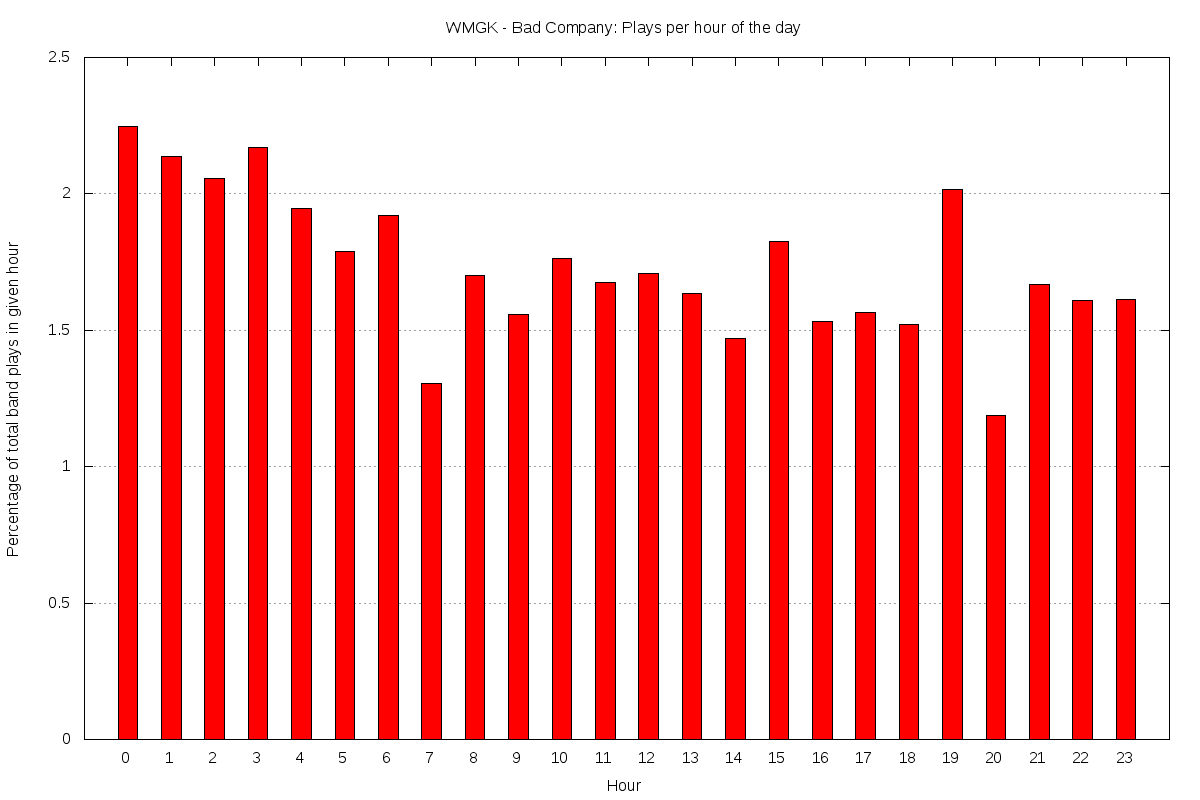 WMGK - Bad Company: Plays per hour of the day
Percentage of total band plays in given hour
2.5
2
1.5
1
0.5
0
0 1 2 3 4 5 6 7 8 9 10 11 12 13 14 15 16 17 18 19 20 21 22 23
Hour